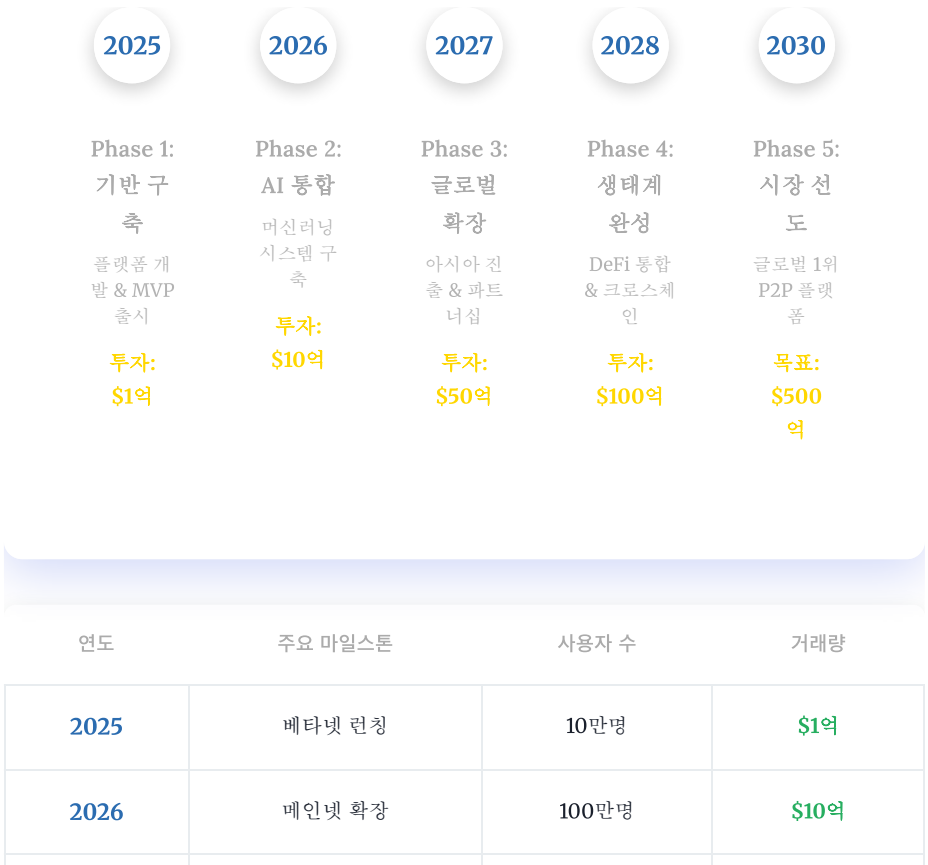 2025
Phase 1:
기반 구
축
플랫폼 개
발 & MVP
출시
투자:
$1억
2026
Phase 2:
AI 통합
머신러닝
시스템 구
축
투자:
$10억
2027
Phase 3:
글로벌
확장
아시아 진
출 & 파트
너십
투자:
$50억
2028
Phase 4:
생태계
완성
DeFi 통합
& 크로스체
인
투자:
$100억
2030
Phase 5:
시장 선
도
글로벌 1위
P2P 플랫
폼
목표:
$500
억
연도 주요 마일스톤 사용자 수 거래량
2025 베타넷 런칭 10만명 $1억
2026 메인넷 확장 100만명 $10억